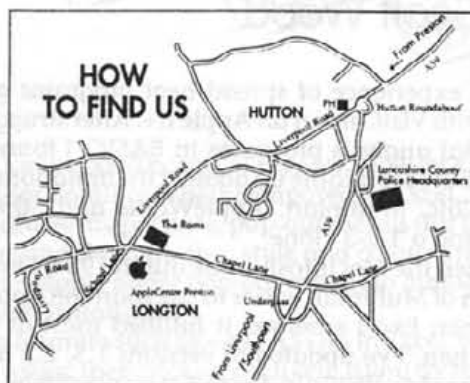 HOW
TO FIND US
From Preston
A59
HUTTON
PH
Hutton Roundabout
Liverpool Road
Lancashire County
Police Headquarters
Liverpool Road
The Rams
A59
Chapel Lane
Chapel Lane
School Lane
Liverpool Road
AppleCentre Preston
LONGTON
Underpass
From Liverpool
/Southport